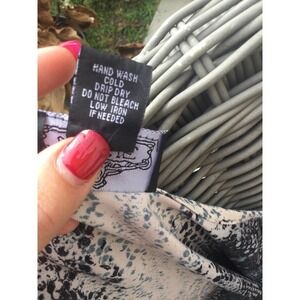 HAND WASH
COLD
DRIP DRY
DO NOT BLEACH
LOW IRON
IF NEEDED